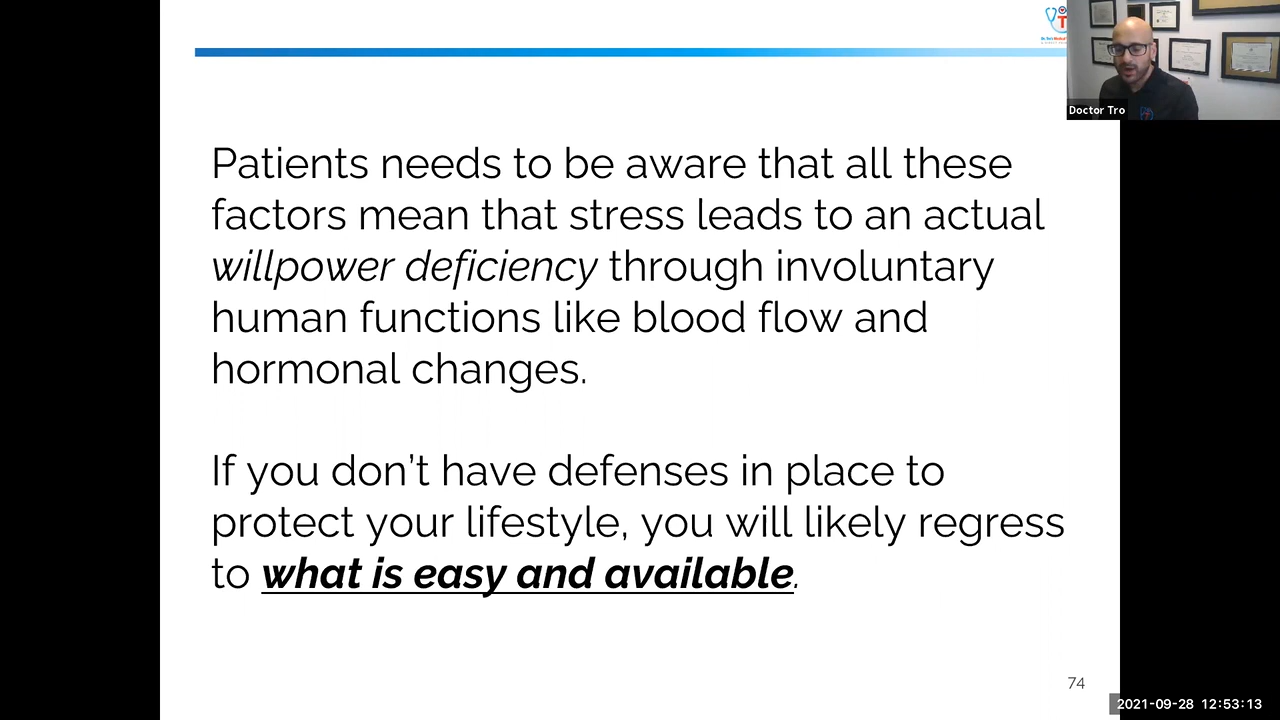 Doctor Tro
Patients needs to be aware that all these
factors mean that stress leads to an actual
willpower deficiency through involuntary
human functions like blood flow and
hormonal changes.
If you don’t have defenses in place to
protect your lifestyle, you will likely regress
to what is easy and available.
74
2021-09-28 12:53:13